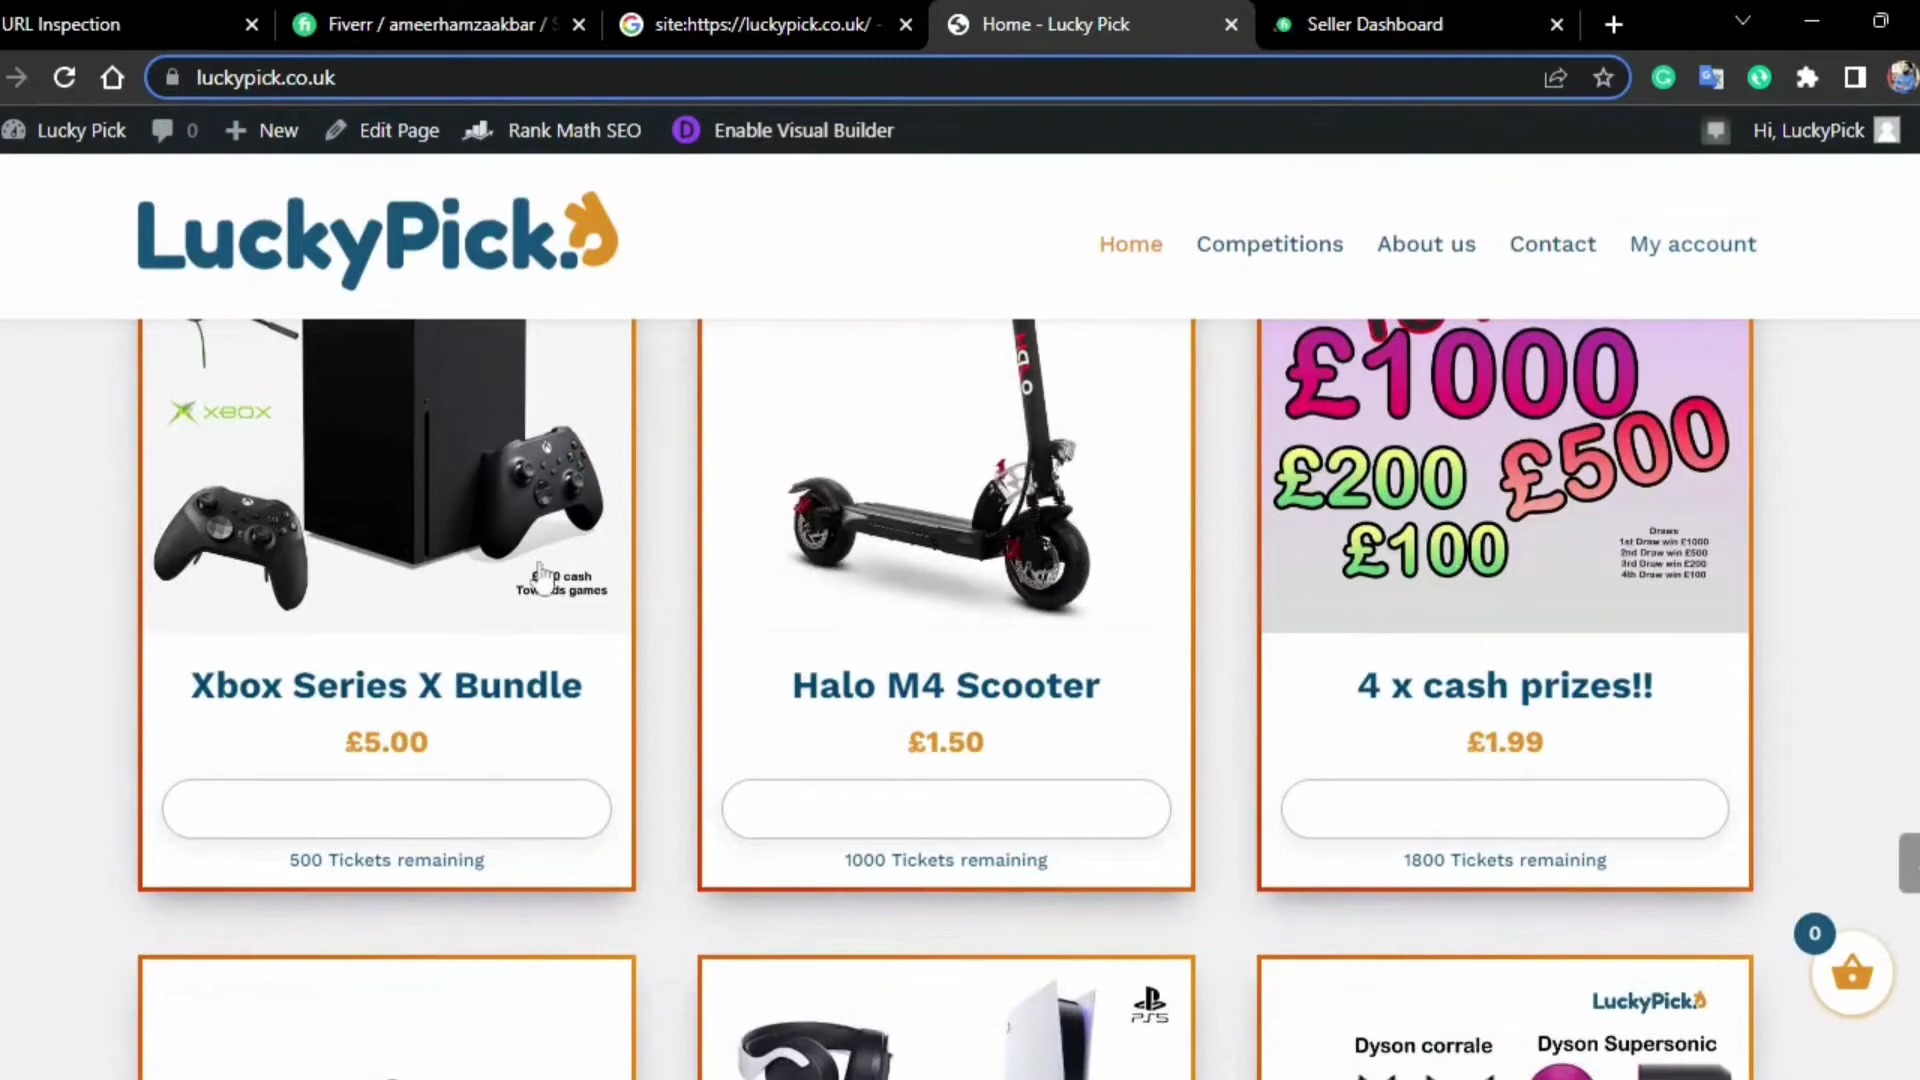 URL Inspection
Fiverr / ameerhamzaakbar / S
site:https://luckypick.co.uk/ -
Home - Lucky Pick
Seller Dashboard
luckypick.co.uk
Lucky Pick
0
New
Edit Page
Rank Math SEO
Enable Visual Builder
Hi, LuckyPick
LuckyPick.
Home
Competitions
About us
Contact
My account
XBOX
cash
Towards games
£1000
£200
£500
£100
Draws
1st Draw win £1000
2nd Draw win £500
3rd Draw win £200
4th Draw win £100
Xbox Series X Bundle
£5.00
500 Tickets remaining
Halo M4 Scooter
£1.50
1000 Tickets remaining
4 x cash prizes!!
£1.99
1800 Tickets remaining
0
PS5
LuckyPick.
Dyson corrale
Dyson Supersonic